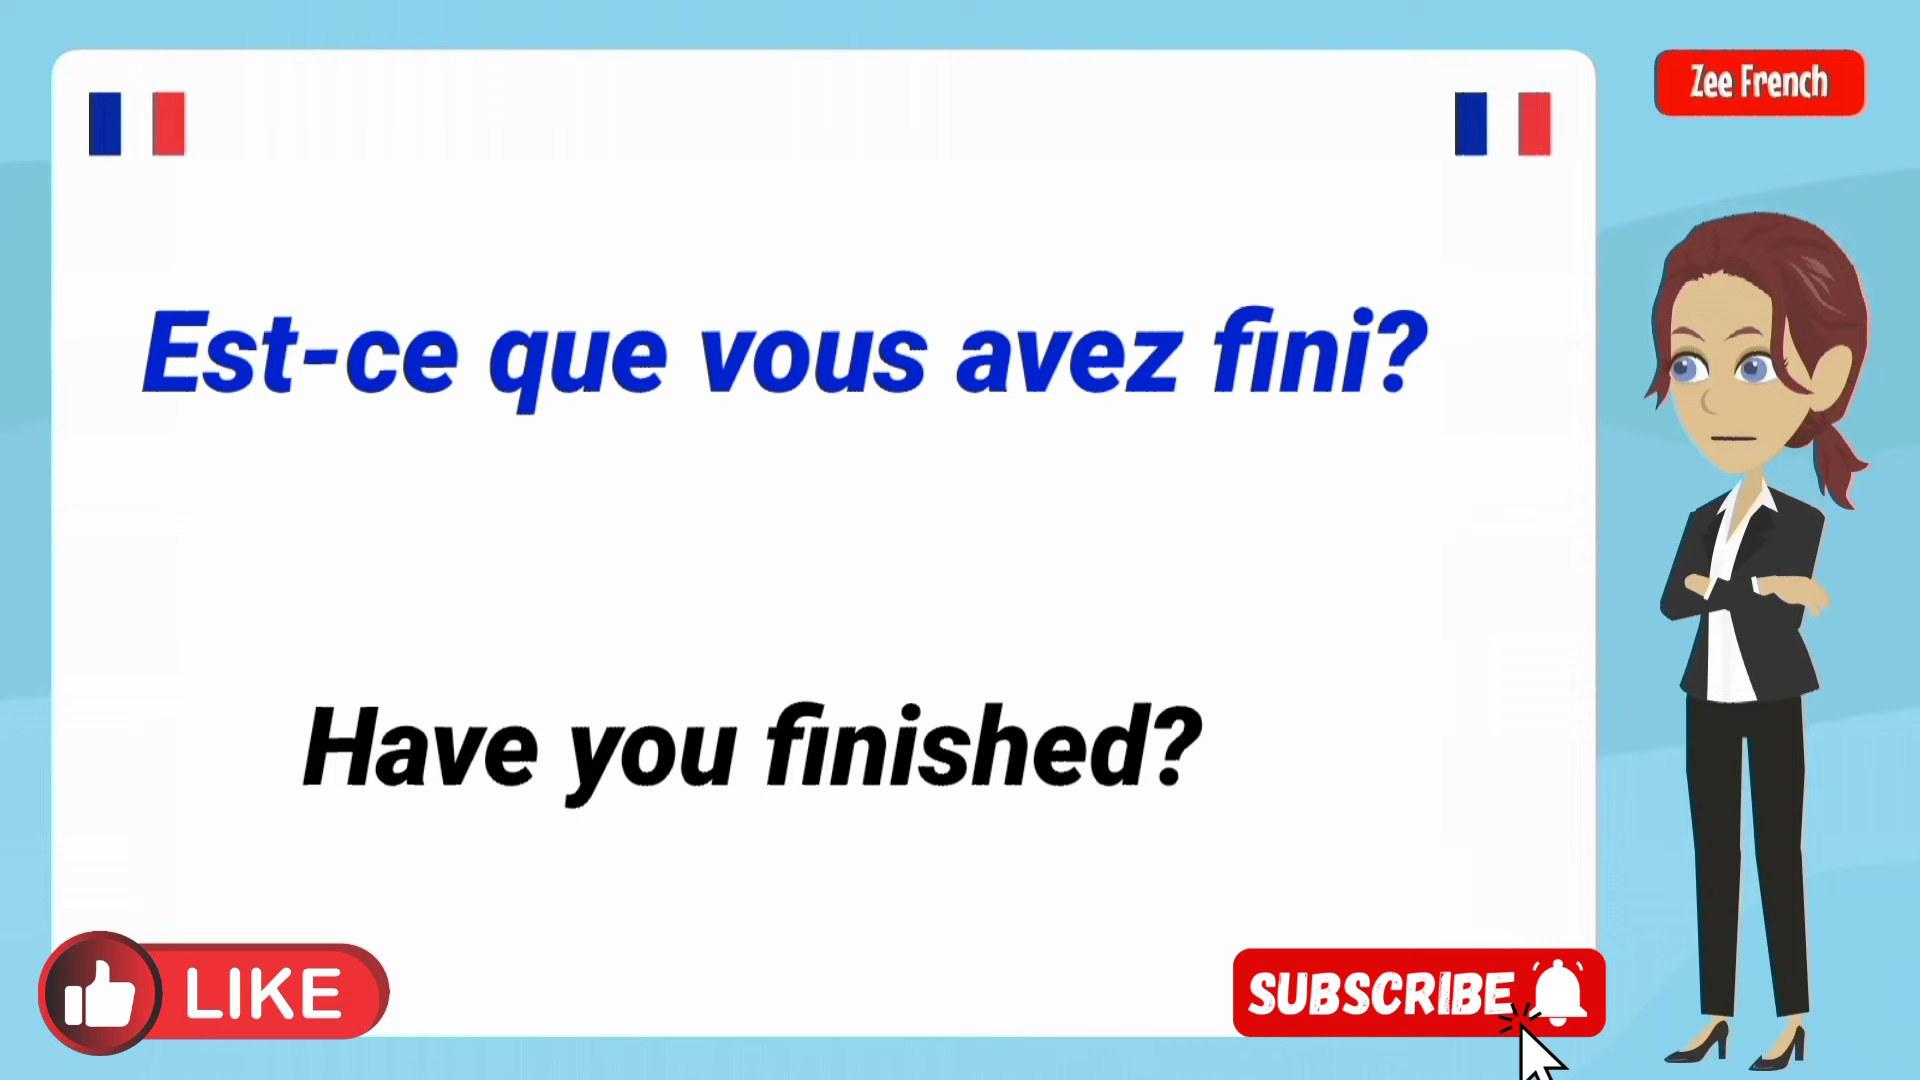 Zee French
Est-ce que vous avez fini?
Have you finished?
LIKE
SUBSCRIBE